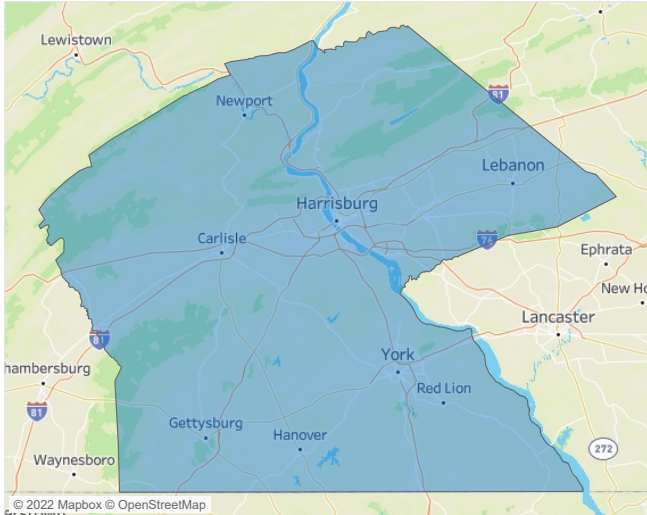 Lewistown
Newport
81
Lebanon
Harrisburg
Carlisle
76
Ephrata
New Ho
Lancaster
81
York
hambersburg
Red Lion
81
Gettysburg
Hanover
272
Waynesboro
© 2022 Mapbox © OpenStreetMap